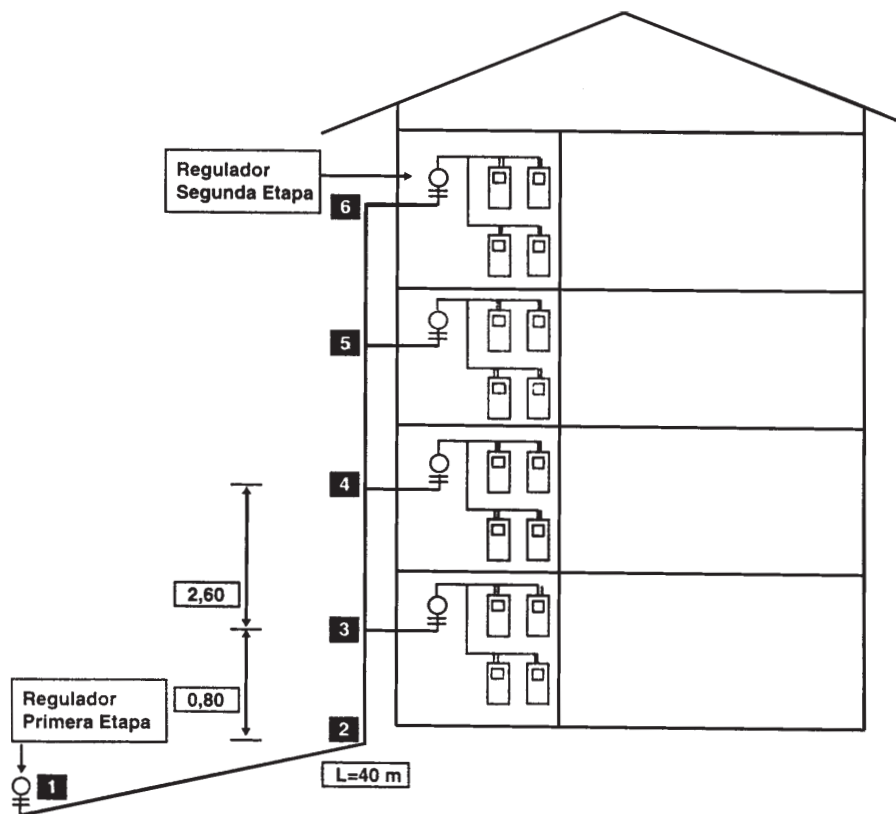 Regulador
Segunda Etapa
6
5
4
2,60
3
0,80
Regulador
Primera Etapa
2
L=40 m
1